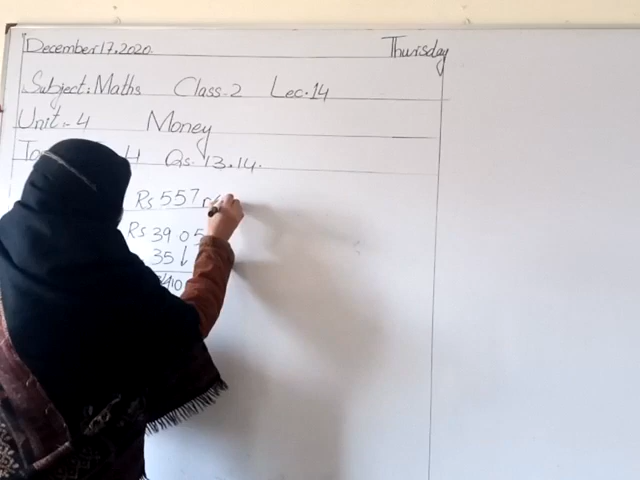 December 17, 2020. Thursday
Subject: Maths Class-2 Lec. 14
Unit:- 4 Money
Qs. 13.14.
Rs 557
Rs 39 05
35